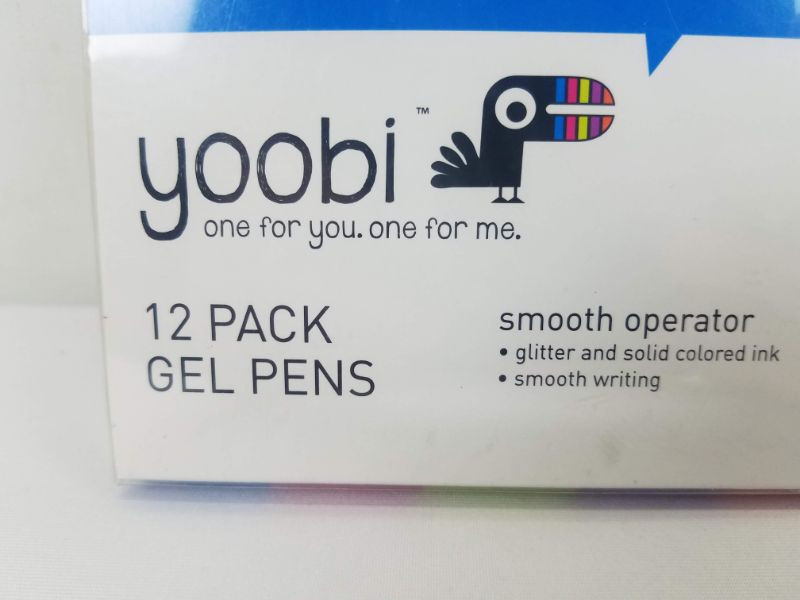 yoobi™
one for you. one for me.
12 PACK
GEL PENS
smooth operator
• glitter and solid colored ink
• smooth writing